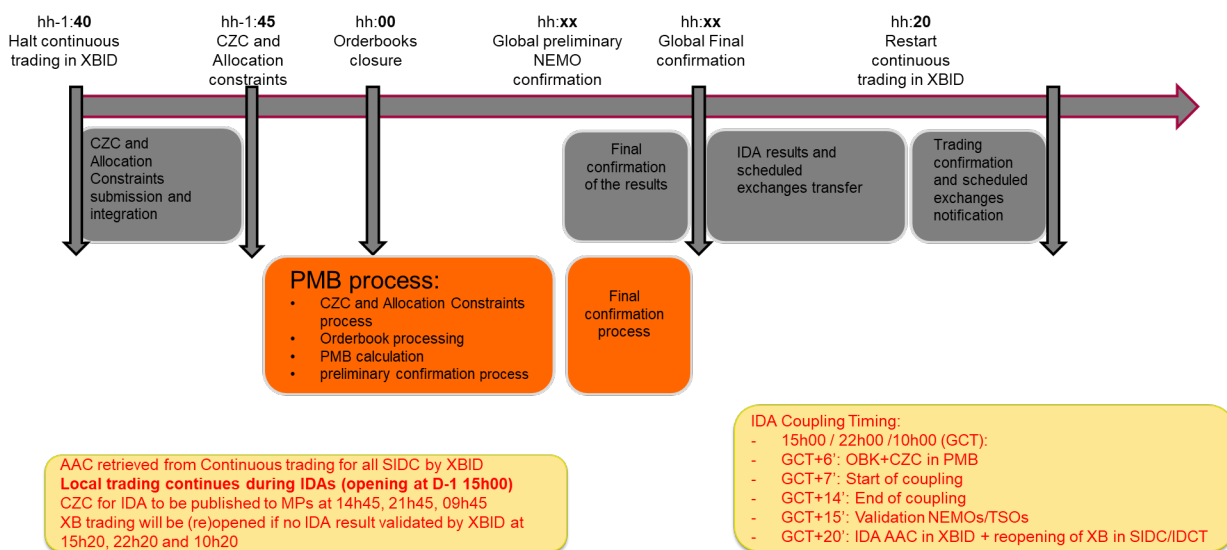 hh-1:40
Halt continuous
trading in XBID
hh-1:45
CZC and
Allocation
constraints
hh:00
Orderbooks
closure
hh:xx
Global preliminary
NEMO
confirmation
hh:xx
Global Final
confirmation
hh:20
Restart
continuous
trading in XBID
CZC and
Allocation
Constraints
submission and
integration
Final
confirmation
of the results
IDA results and
scheduled
exchanges transfer
Trading
confirmation
and scheduled
exchanges
notification
PMB process:
• CZC and Allocation Constraints
process
• Orderbook processing
• PMB calculation
• preliminary confirmation process
Final
confirmation
process
AAC retrieved from Continuous trading for all SIDC by XBID
Local trading continues during IDAs (opening at D-1 15h00)
CZC for IDA to be published to MPs at 14h45, 21h45, 09h45
XB trading will be (re)opened if no IDA result validated by XBID at
15h20, 22h20 and 10h20
IDA Coupling Timing:
- 15h00 / 22h00 /10h00 (GCT):
- GCT+6’: OBK+CZC in PMB
- GCT+7’: Start of coupling
- GCT+14’: End of coupling
- GCT+15’: Validation NEMOs/TSOs
- GCT+20’: IDA AAC in XBID + reopening of XB in SIDC/IDCT